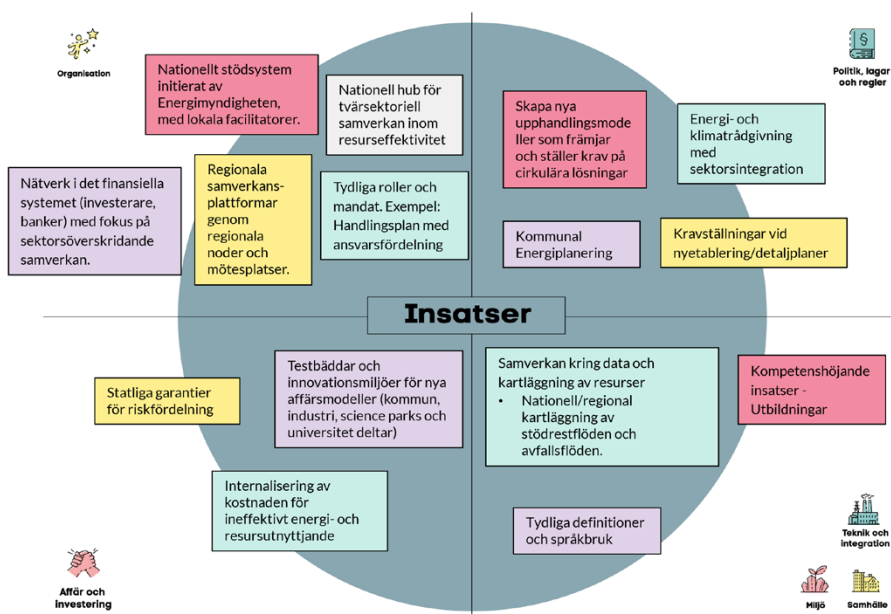 Organisation
Nationellt stödsystem
initierat av
Energimyndigheten,
med lokala facilitatorer.
Nationell hub för
tvärsektoriell
samverkan inom
resurseffektivitet
Nätverk i det finansiella
systemet (investerare,
banker) med fokus på
sektorsöverskridande
samverkan.
Regionala
samverkans-
plattformar
genom
regionala
noder och
mötesplatser.
Tydliga roller och
mandat. Exempel:
Handlingsplan med
ansvarsfördelning
Politik, lagar
och regler
Skapa nya
upphandlingsmode
ller som främjar
och ställer krav på
cirkulära lösningar
Energi- och
klimatrådgivning
med
sektorsintegration
Kommunal
Energiplanering
Kravställningar vid
nyetablering/detaljplaner
Insatser
Statliga garantier
för riskfördelning
Testbäddar och
innovationsmiljöer för nya
affärsmodeller (kommun,
industri, science parks och
universitet deltar)
Internalisering av
kostnaden för
ineffektivt energi- och
resursutnyttjande
Affär och
investering
Samverkan kring data och
kartläggning av resurser
• Nationell/regional
kartläggning av
stödrestflöden och
avfallsflöden.
Kompetenshöjande
insatser -
Utbildningar
Tydliga definitioner
och språkbruk
Teknik och
integration
Miljö
Samhälle